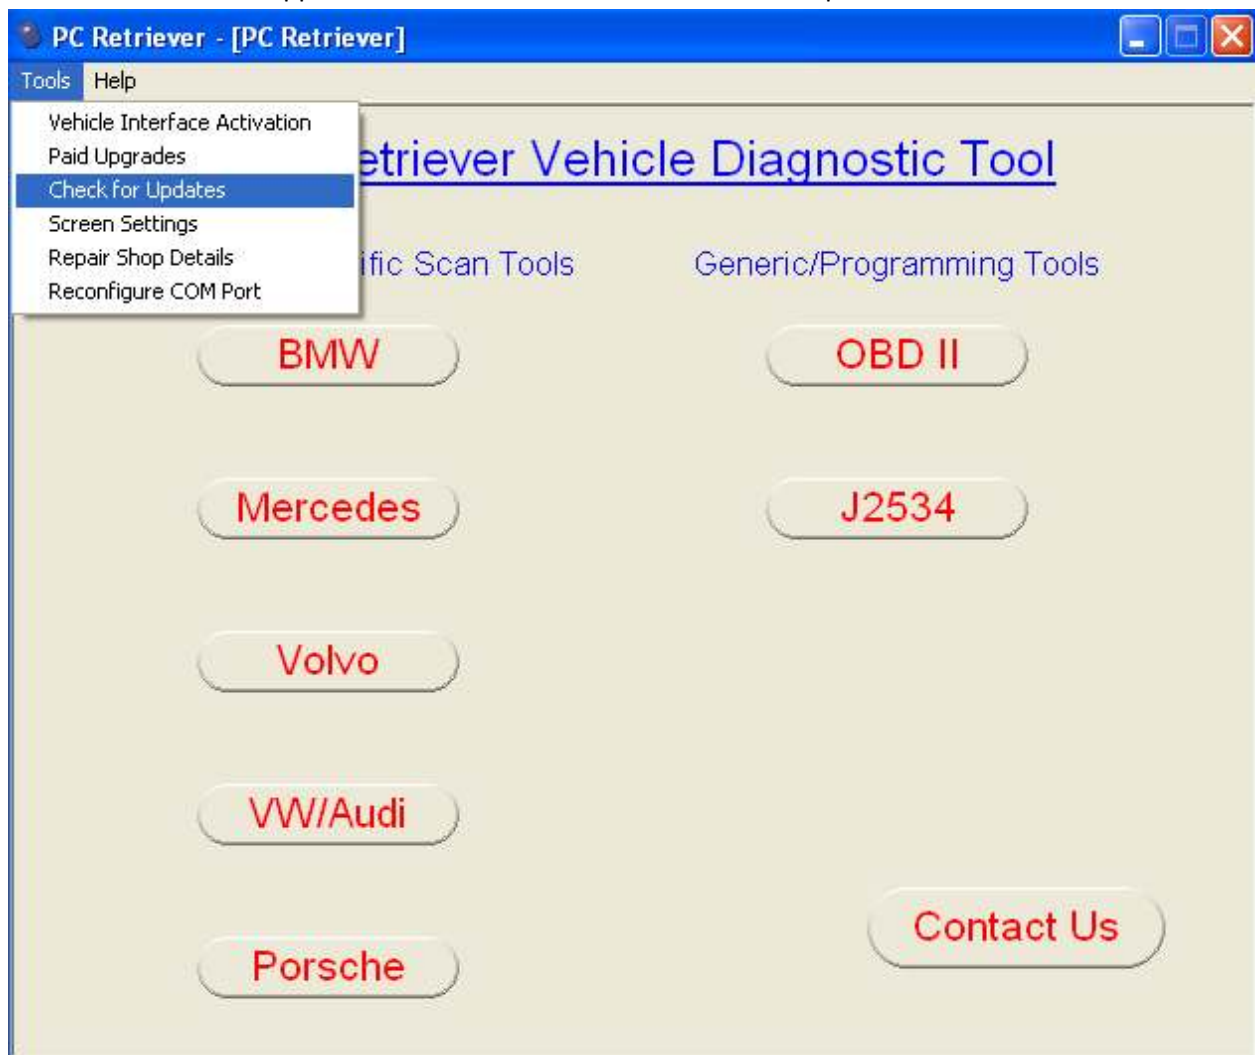 PC Retriever - [PC Retriever]
Tools Help
Vehicle Interface Activation
Paid Upgrades
Check for Updates
Screen Settings
Repair Shop Details
Reconfigure COM Port
etriever Vehicle Diagnostic Tool
ific Scan Tools
Generic/Programming Tools
BMW
OBD II
Mercedes
J2534
Volvo
VW/Audi
Contact Us
Porsche